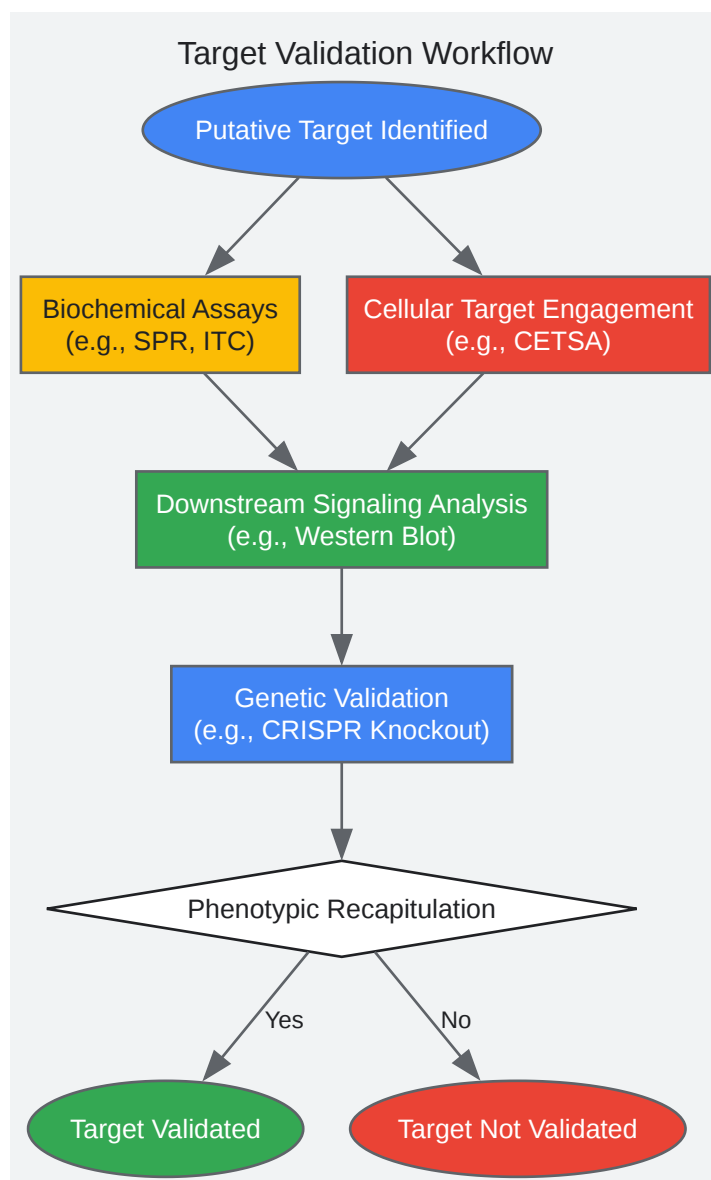 Target Validation Workflow
Putative Target Identified
Biochemical Assays
(e.g., SPR, ITC)
Cellular Target Engagement
(e.g., CETSA)
Downstream Signaling Analysis
(e.g., Western Blot)
Genetic Validation
(e.g., CRISPR Knockout)
Phenotypic Recapitulation
Yes
No
Target Validated
Target Not Validated